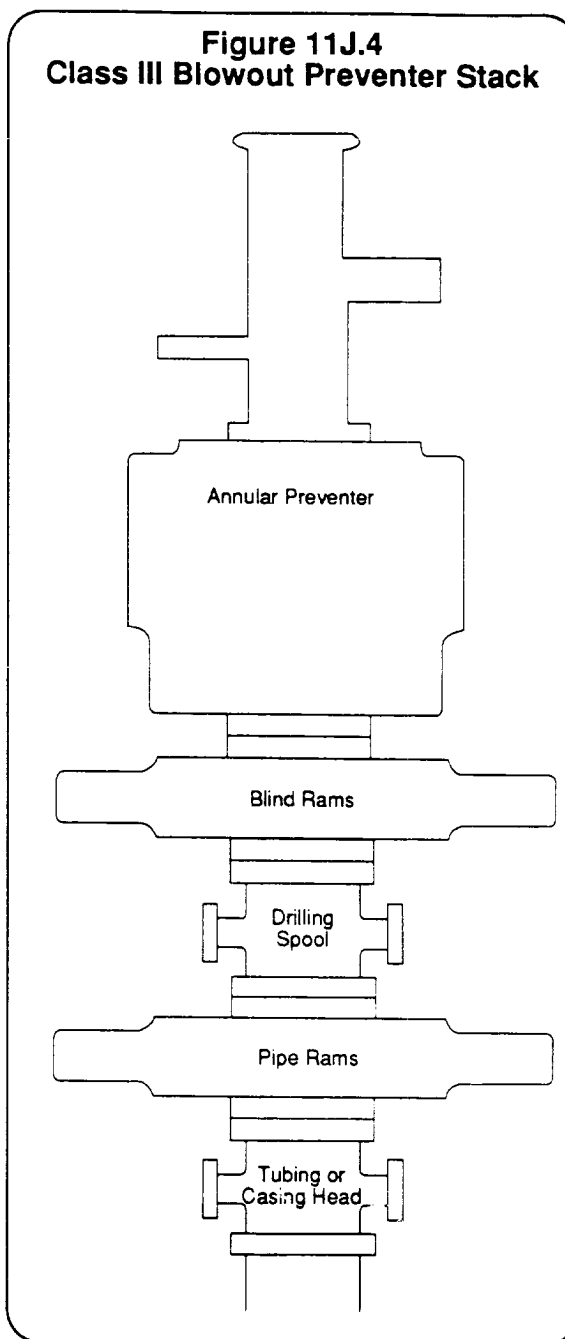 Figure 11J.4
Class III Blowout Preventer Stack
Annular Preventer
Blind Rams
Drilling
Spool
Pipe Rams
Tubing or
Casing Head